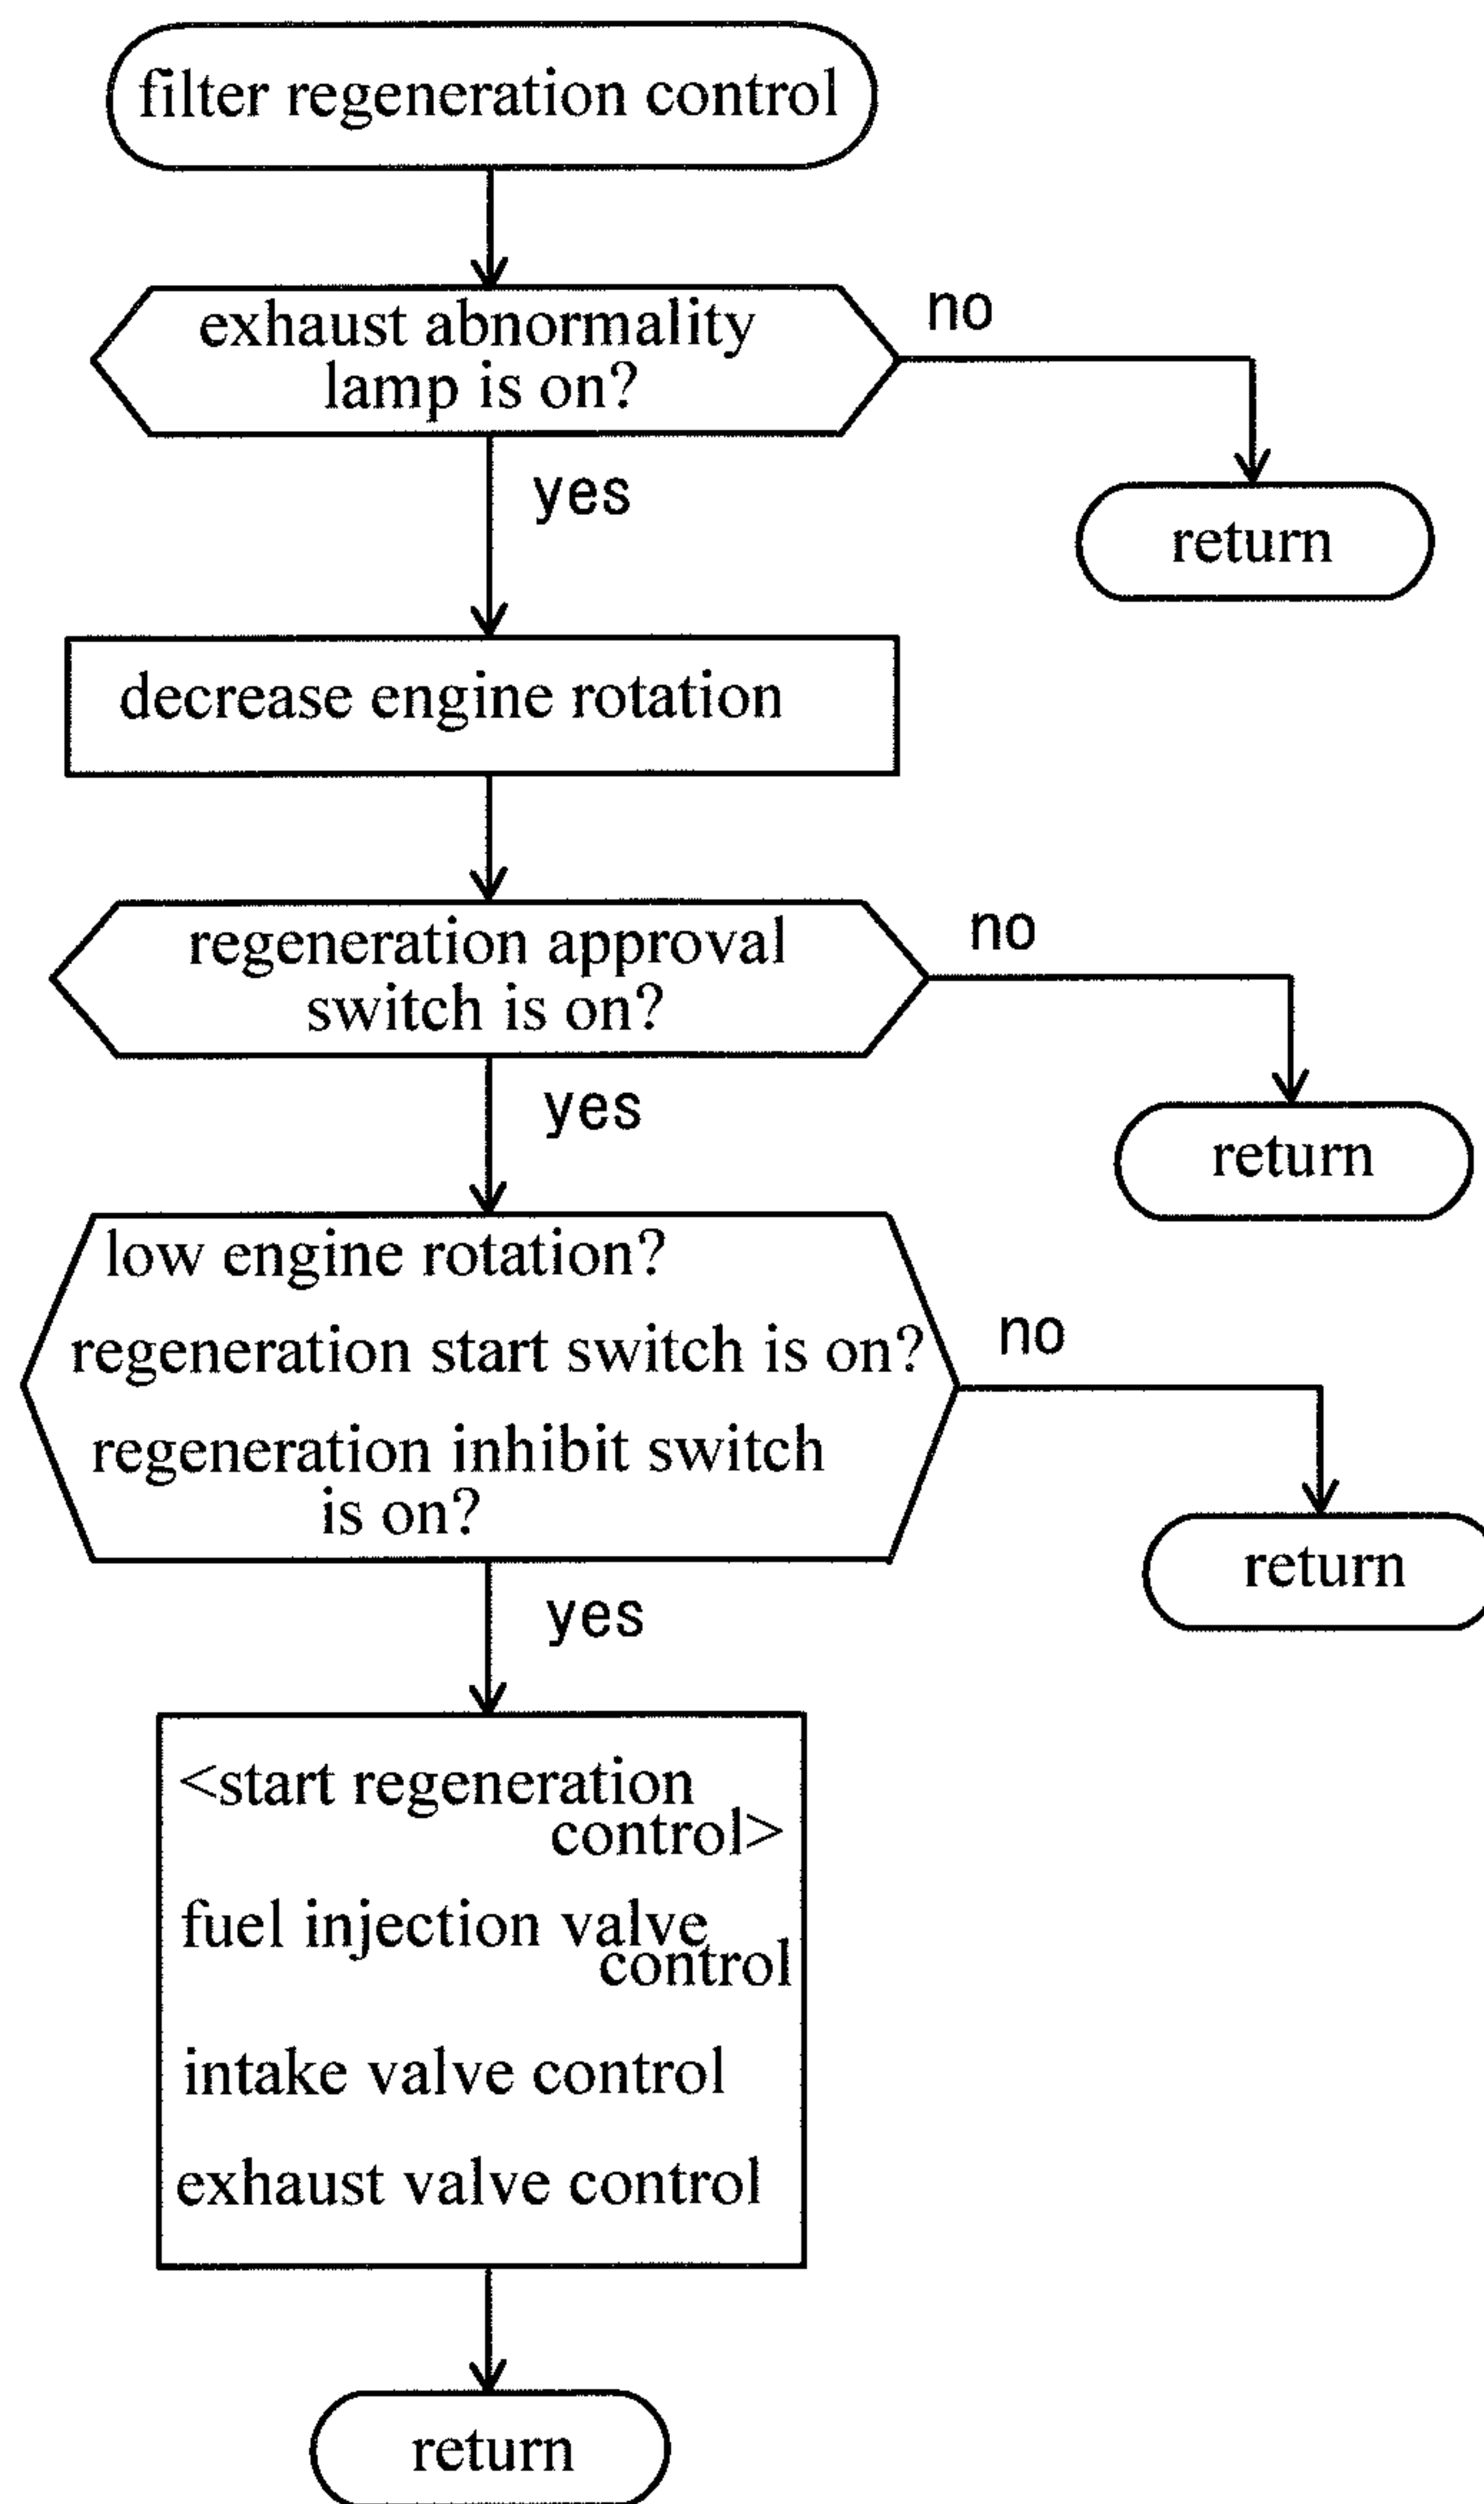 filter regeneration control
exhaust abnormality
lamp is on?
no
yes
return
decrease engine rotation
regeneration approval
switch is on?
no
yes
return
low engine rotation?
regeneration start switch is on?
regeneration inhibit switch
is on?
no
return
yes
<start regeneration
control>
fuel injection valve
control
intake valve control
exhaust valve control
return